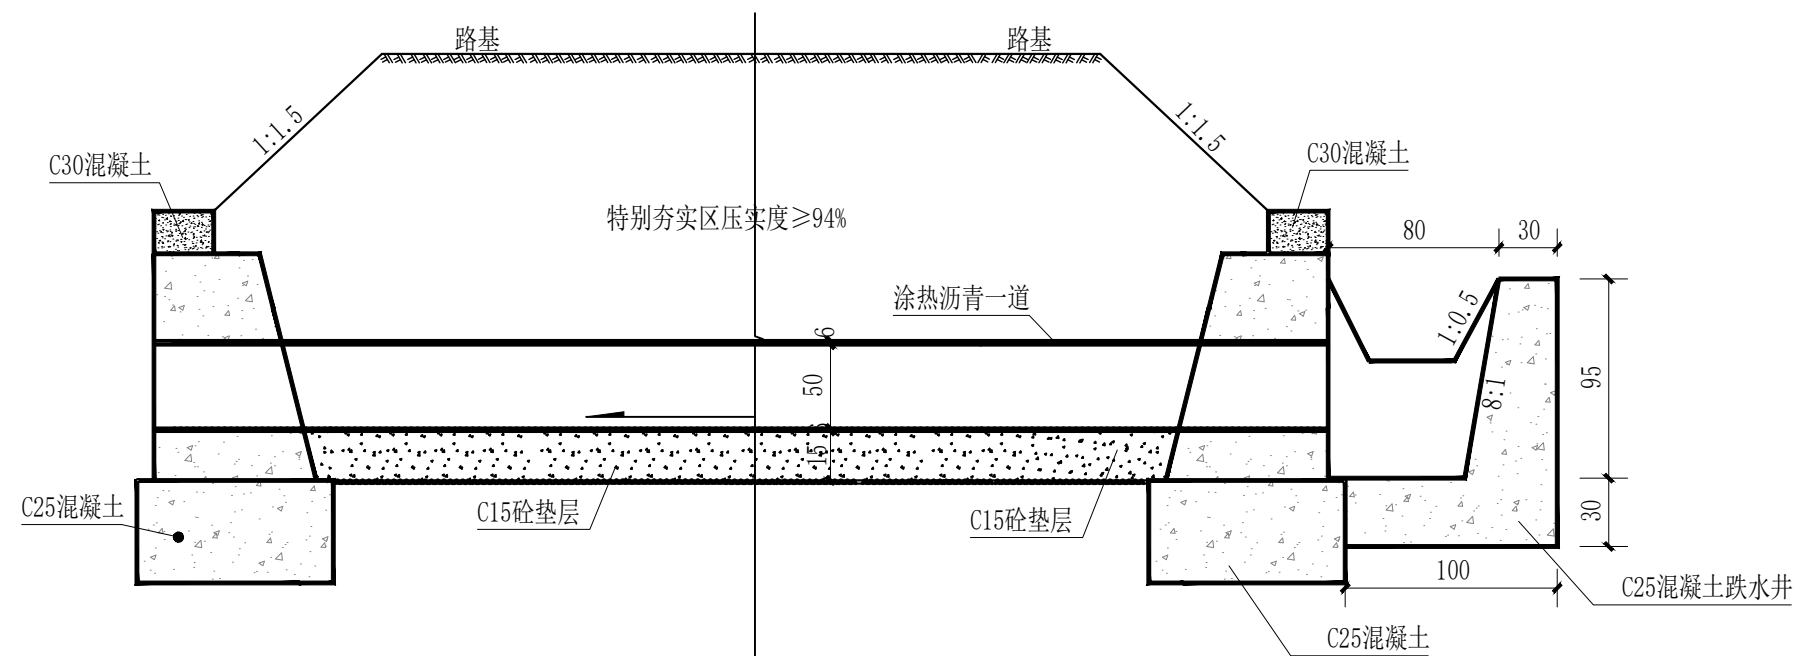 路基
路基
1:1.5
1:1.5
C30混凝土
C30混凝土
特别夯实区压实度≥94%
80
30
涂热沥青一道
1:0.5
6
50
95
8:1
15
C25混凝土
C15砼垫层
C15砼垫层
30
100
C25混凝土跌水井
C25混凝土